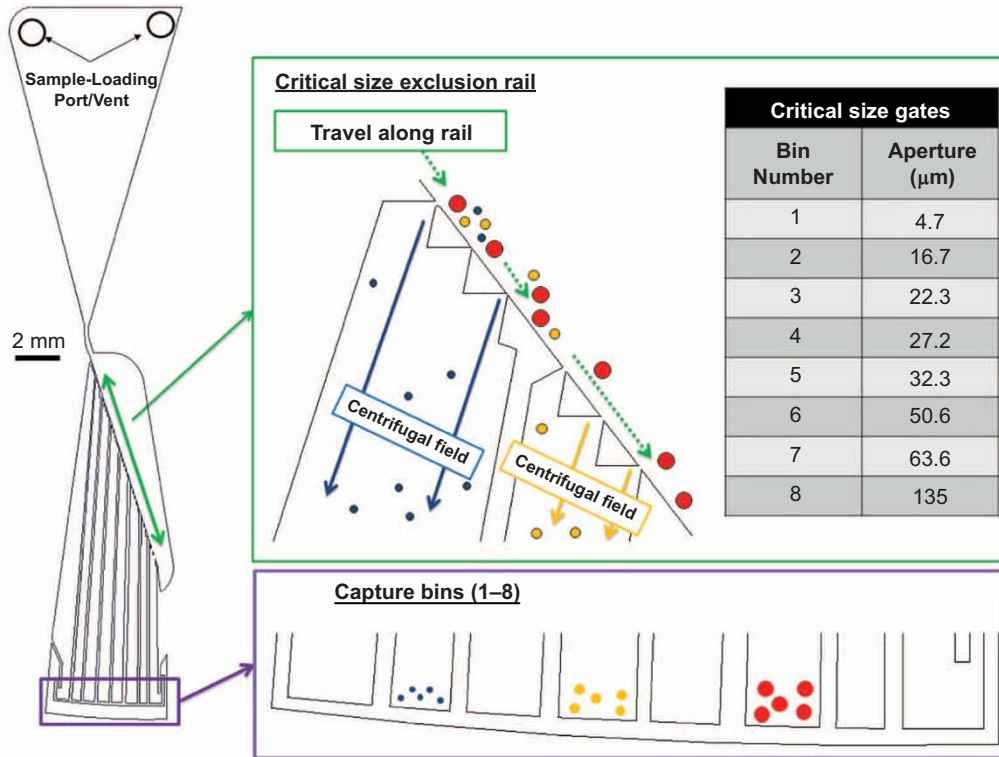 Sample-Loading
Port/Vent
2 mm
Critical size exclusion rail
Travel along rail
Centrifugal field
Centrifugal field
Critical size gates
Bin
Number
Aperture
(μm)
1 4.7
2 16.7
3 22.3
4 27.2
5 32.3
6 50.6
7 63.6
8 135
Capture bins (1–8)